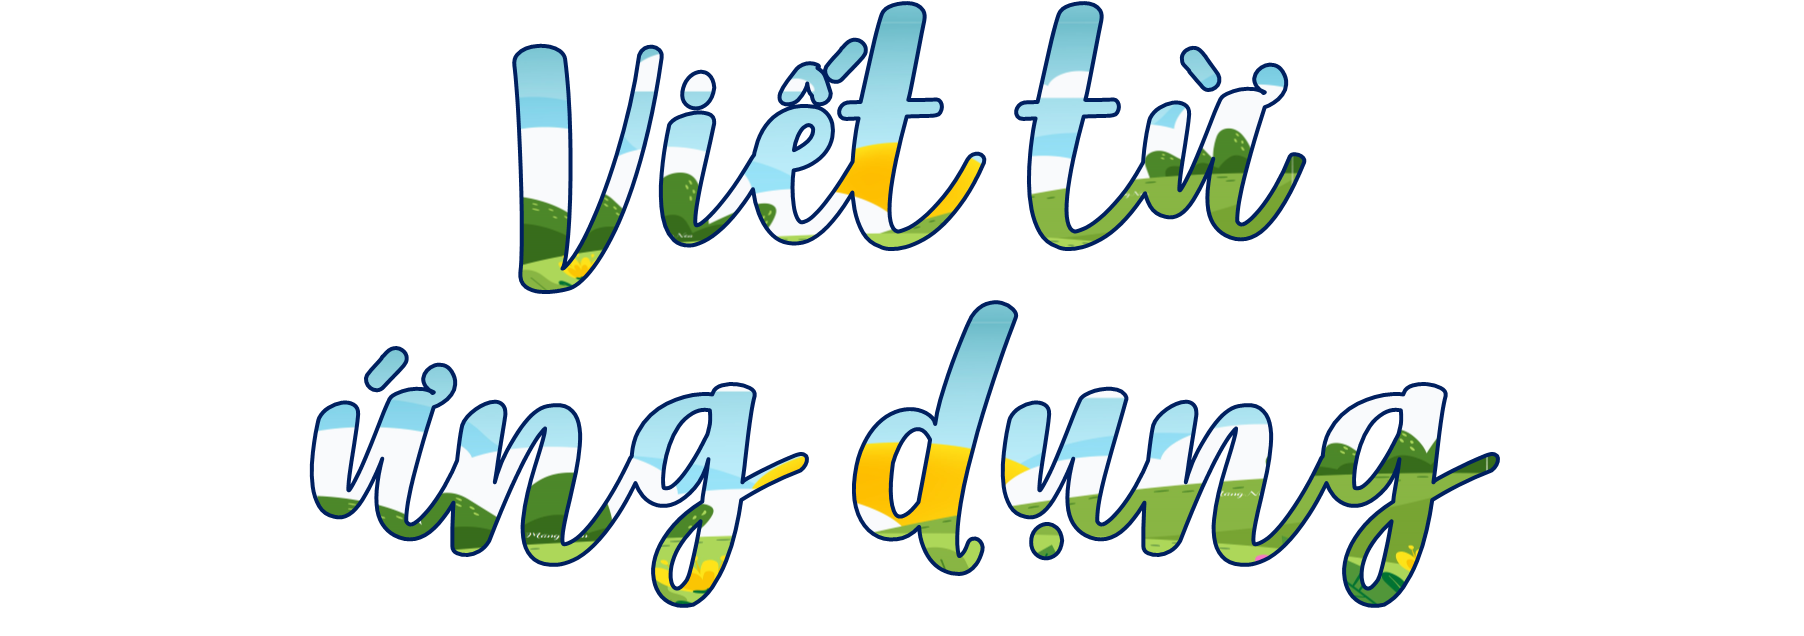 Viết từ
ứng dụng